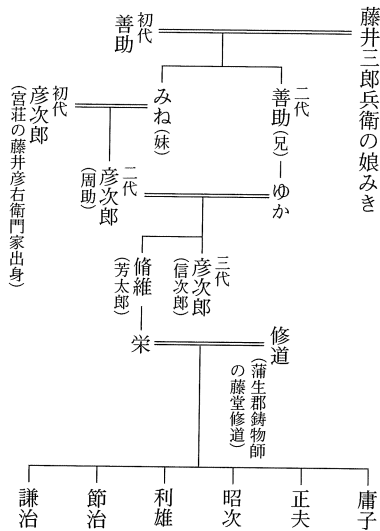 藤井三郎兵衛の娘みき
初代
善助
二代
善助(兄)
ゆか
みね(妹)
初代
彦次郎
(宮荘の藤井彦右衛門家出身)
二代
彦次郎
(周助)
三代
彦次郎
(信次郎)
脩維
(芳太郎)
栄
修道
(蒲生郡鋳物師
の藤堂修道)
庸子
正夫
昭次
利雄
節治
謙治